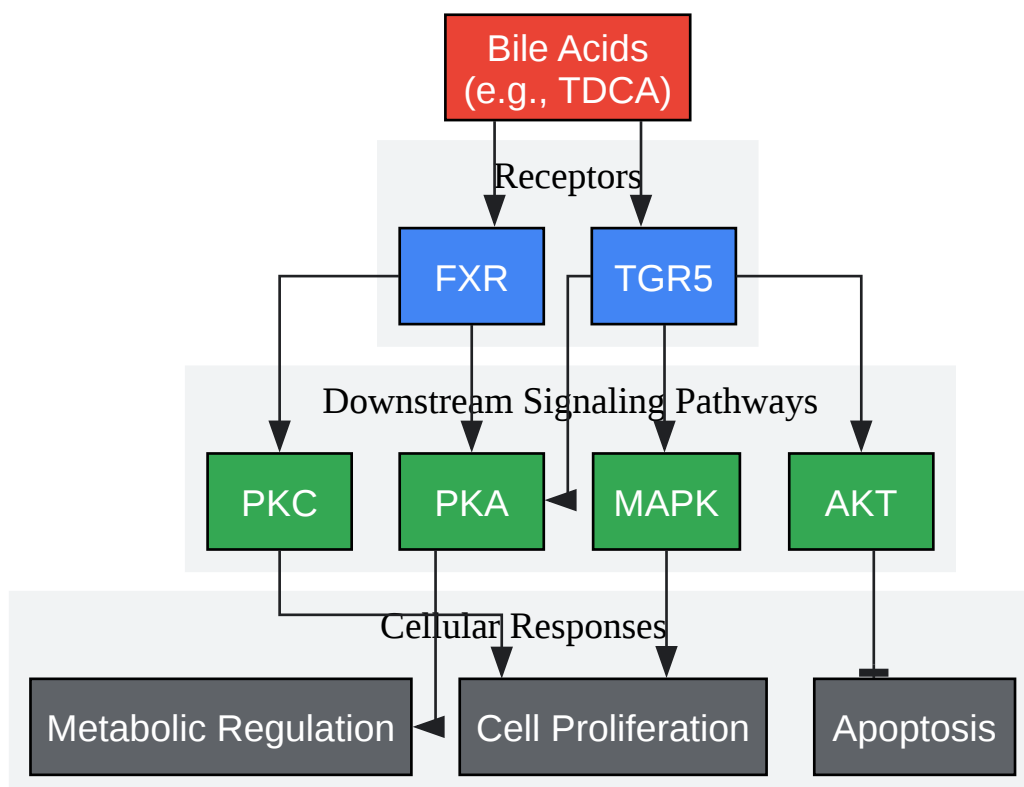 Bile Acids
(e.g., TDCA)
Receptors
FXR
TGR5
Downstream Signaling Pathways
PKC
PKA
MAPK
AKT
Cellular Responses
Metabolic Regulation
Cell Proliferation
Apoptosis